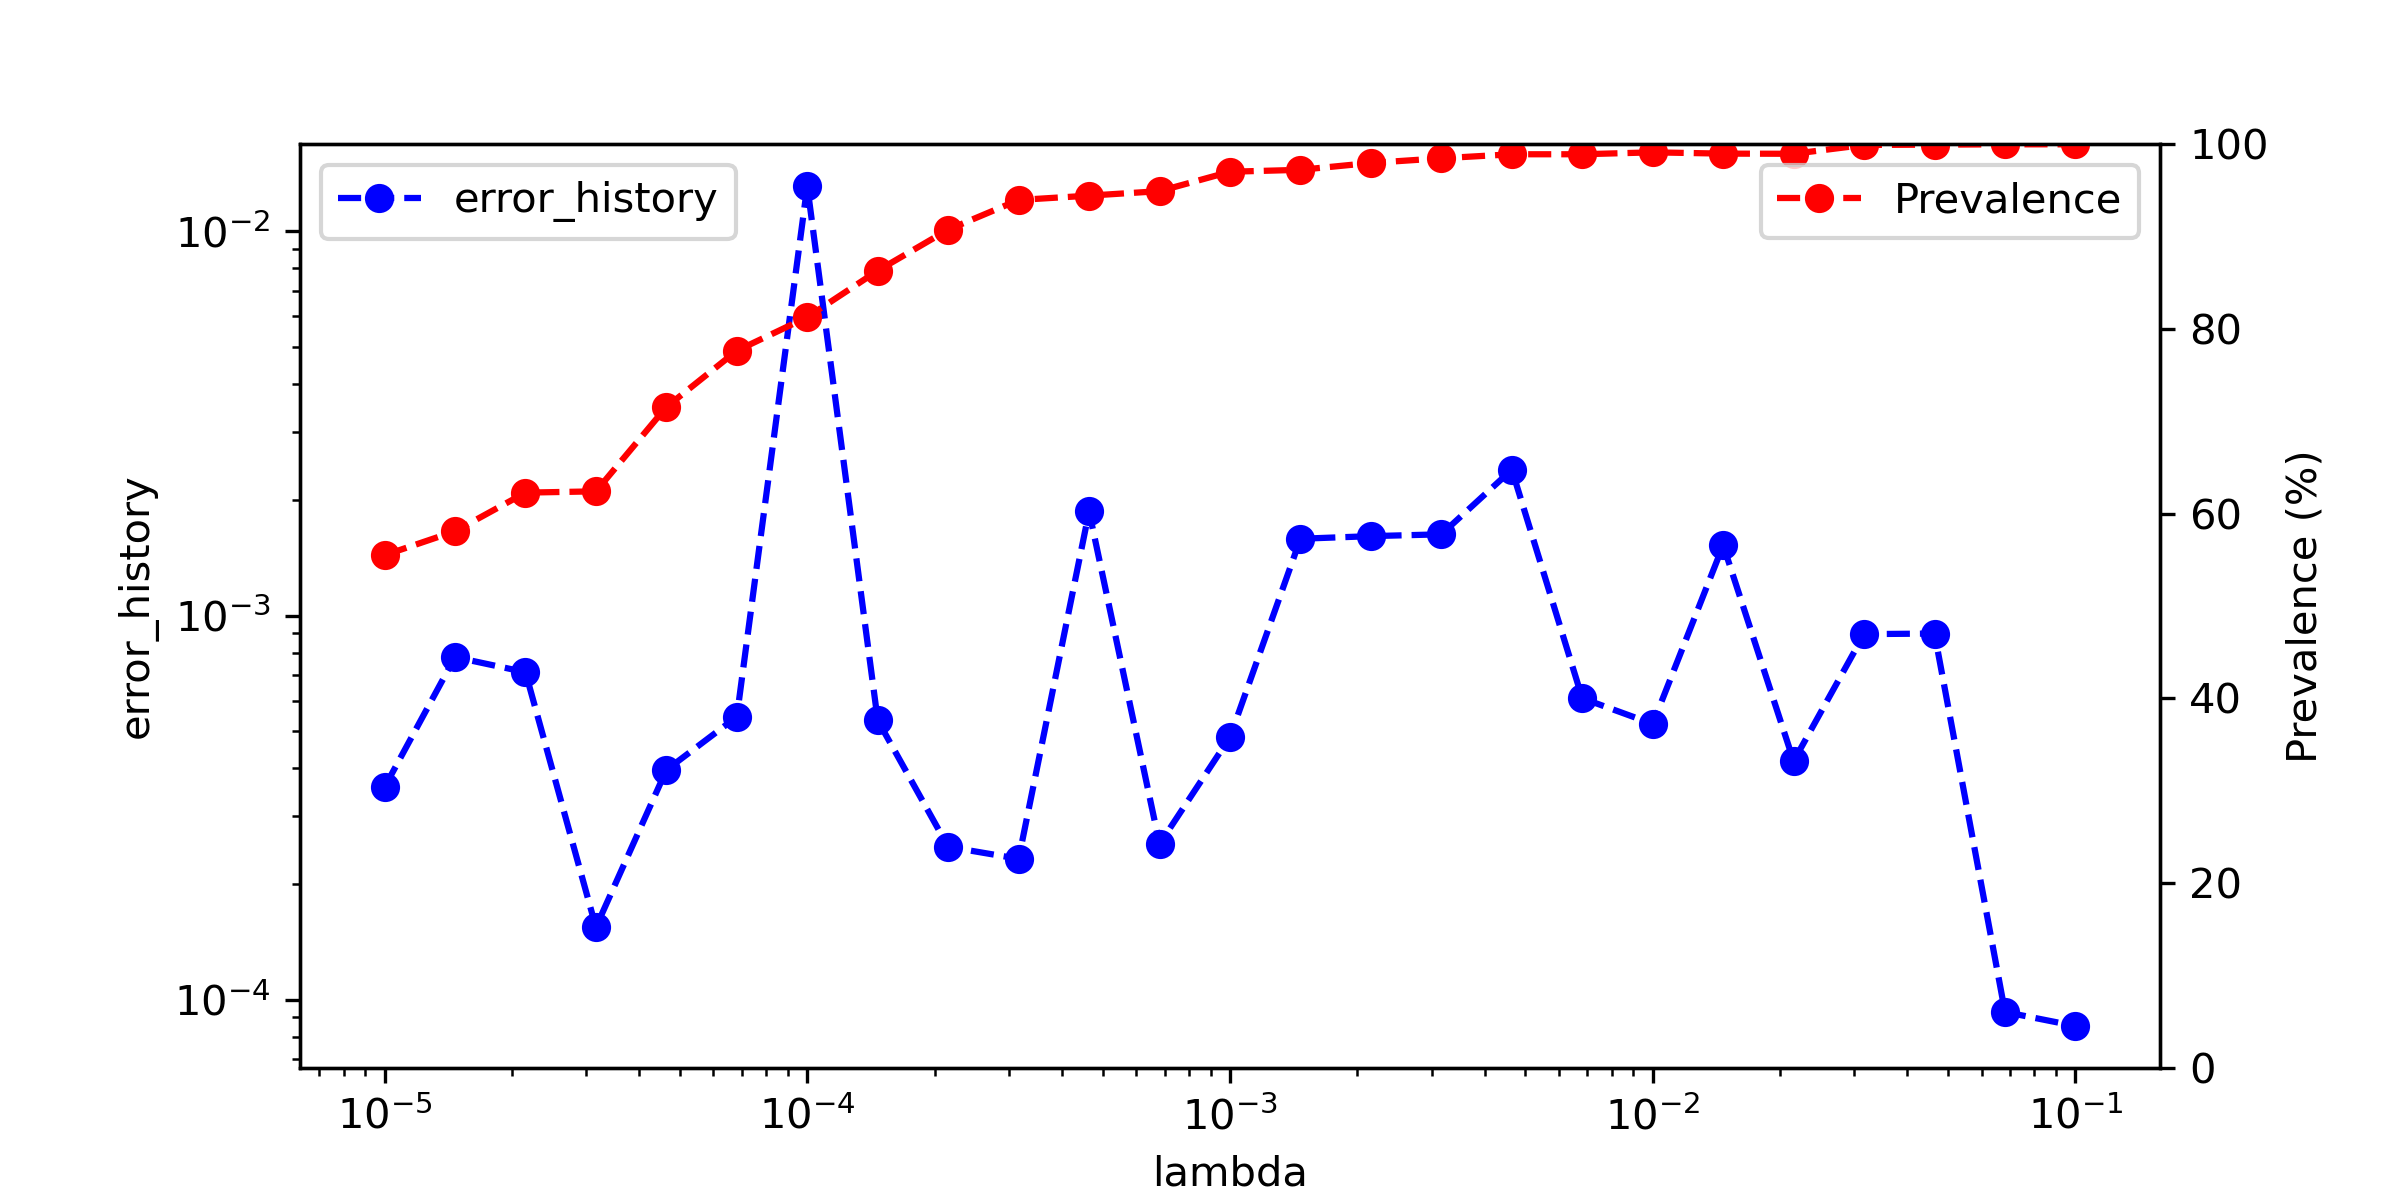 error_history
Prevalence
10⁻²
10⁻³
10⁻⁴
error_history
100
80
60
40
20
0
Prevalence (%)
10⁻⁵
10⁻⁴
10⁻³
10⁻²
10⁻¹
lambda